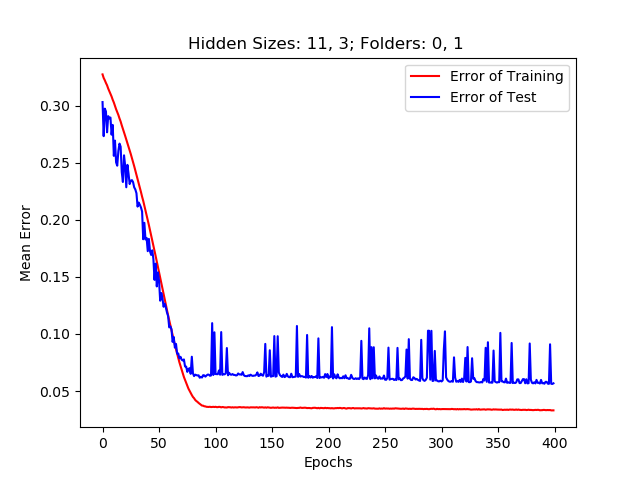 Hidden Sizes: 11, 3; Folders: 0, 1
Error of Training
Error of Test
Mean Error
0.30
0.25
0.20
0.15
0.10
0.05
0 50 100 150 200 250 300 350 400
Epochs